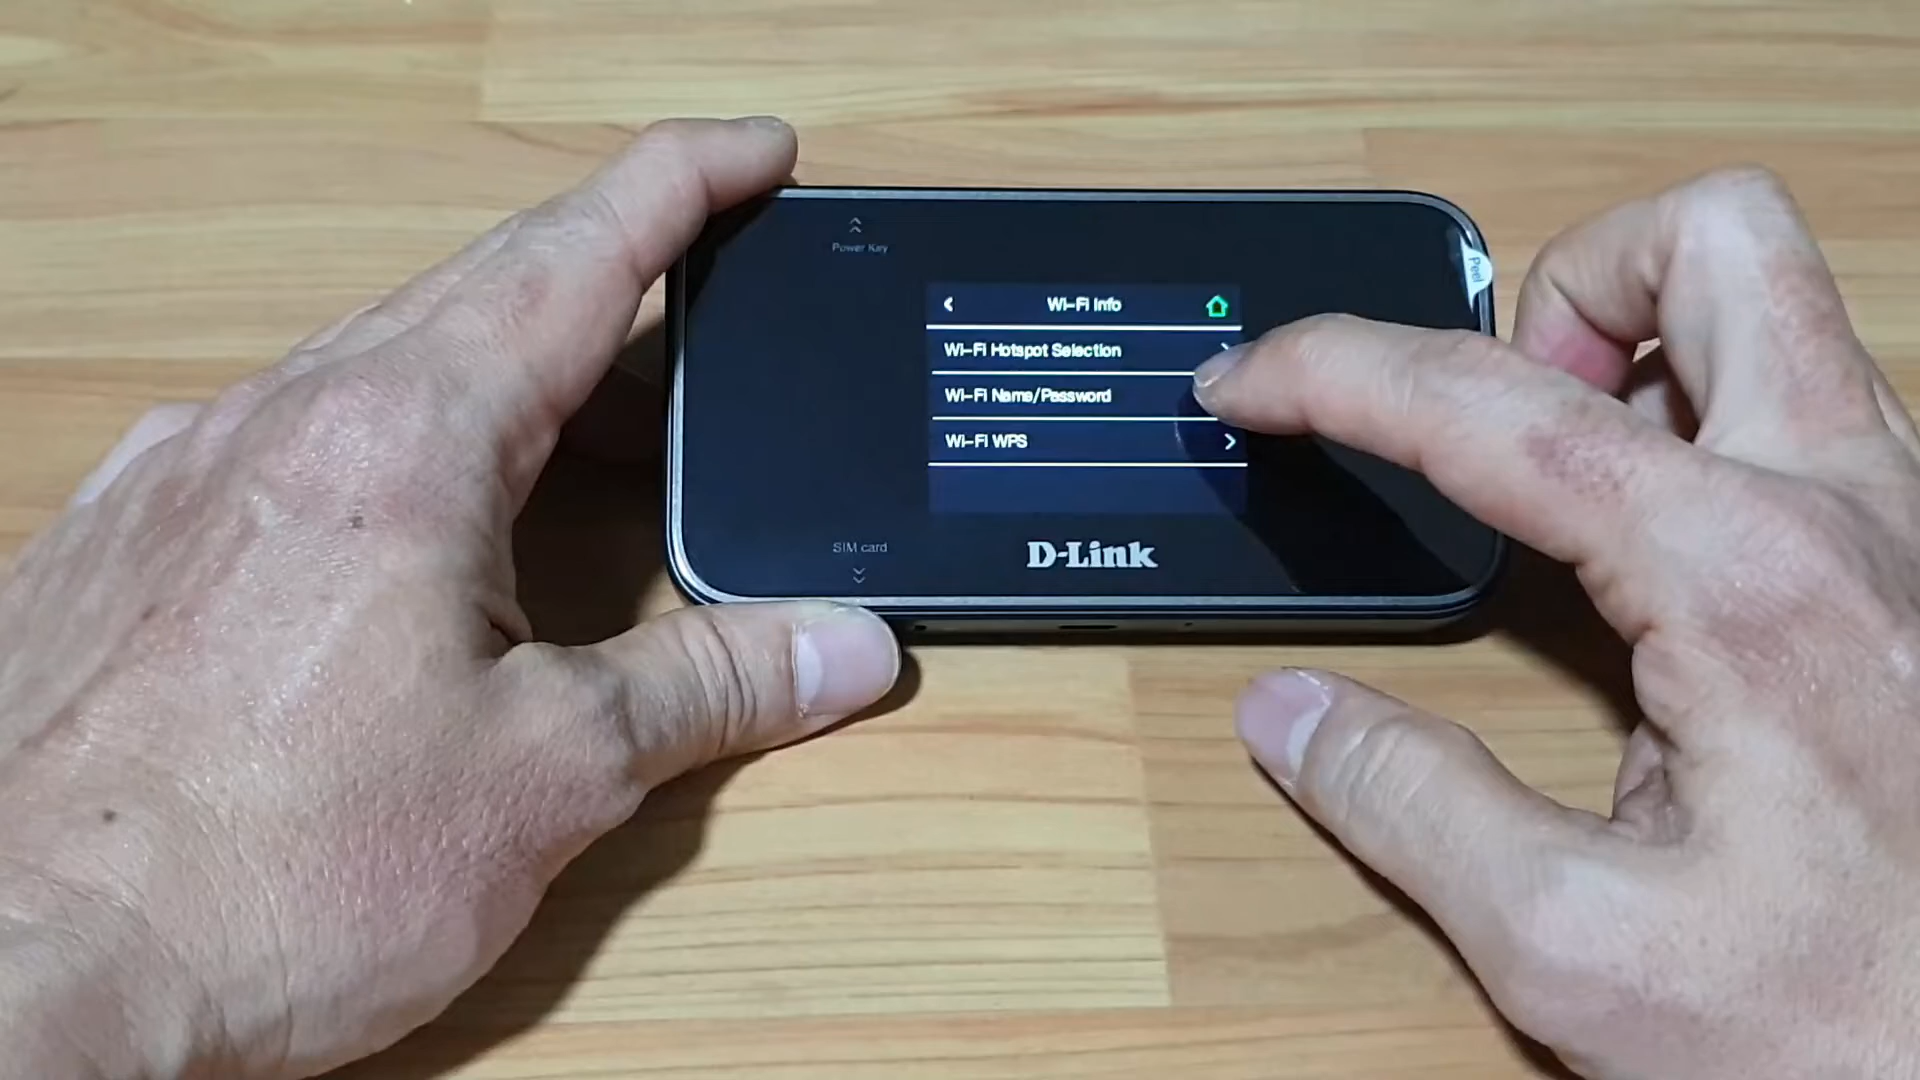 Power Key
Peel
Wi-Fi Info
Wi-Fi Hotspot Selection
Wi-Fi Name/Password
Wi-Fi WPS
SIM card
D-Link